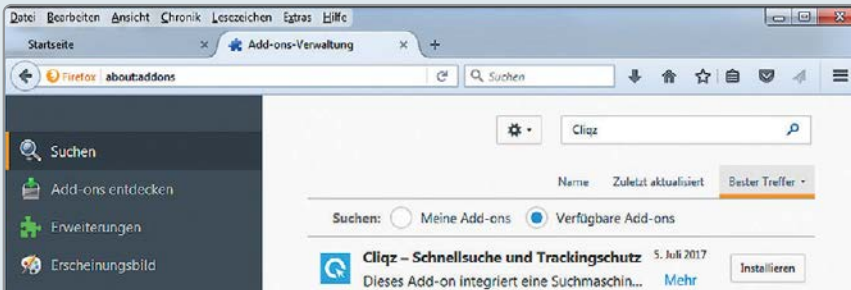 Datei Bearbeiten Ansicht Chronik Lesezeichen Extras Hilfe
Startseite
Add-ons-Verwaltung
Firefox about:addons
Suchen
Cliqz
Suchen
Name Zuletzt aktualisiert Bester Treffer
Add-ons entdecken
Suchen: Meine Add-ons Verfügbare Add-ons
Erweiterungen
Cliqz – Schnellsuche und Trackingschutz 5. Juli 2017
Installieren
Erscheinungsbild
Dieses Add-on integriert eine Suchmaschin... Mehr